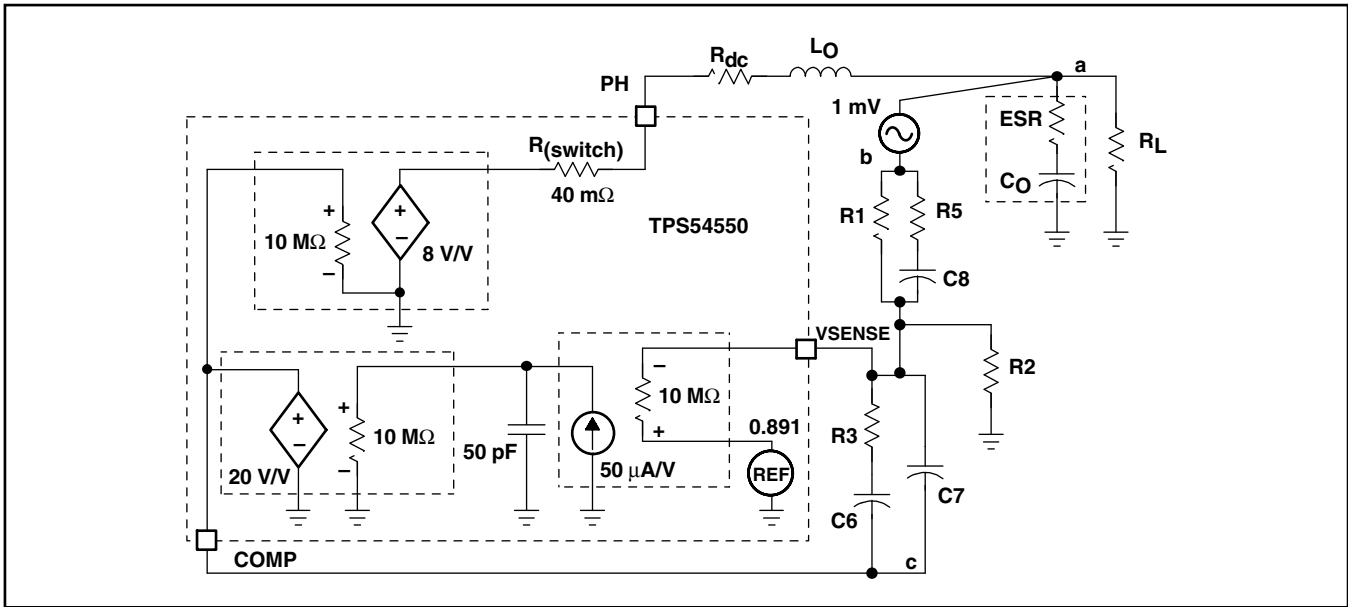 LO
Rdc
a
PH
1 mV
ESR
RL
R(switch)
b
CO
40 mΩ
R1
R5
TPS54550
10 MΩ
+
−
+
−
8 V/V
C8
VSENSE
R2
+
−
20 V/V
+
−
10 MΩ
50 pF
50 μA/V
−
10 MΩ
+
0.891
REF
R3
C7
C6
COMP
c